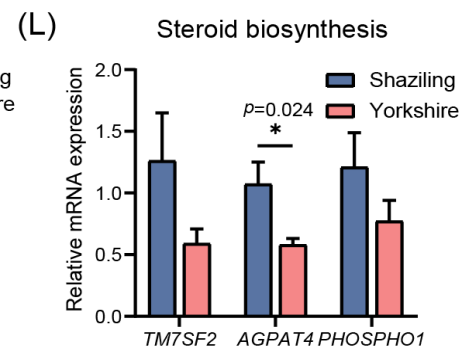 (L)
Steroid biosynthesis
g
re
Relative mRNA expression
2.0
1.5
1.0
0.5
0.0
Shaziling
Yorkshire
p=0.024
*
TM7SF2 AGPAT4 PHOSPHO1